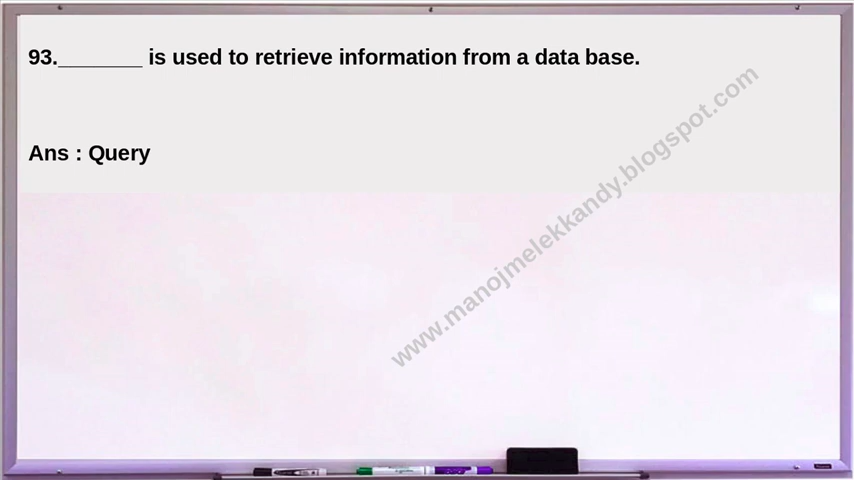 93._______ is used to retrieve information from a data base.
Ans : Query
www.manojmelekkandy.blogspot.com